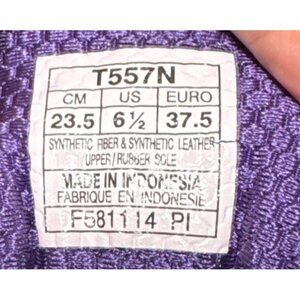 T557N
CM US EURO
23.5 6½ 37.5
SYNTHETIC FIBER & SYNTHETIC LEATHER
UPPER/RUBBER SOLE
MADE IN INDONESIA
FABRIQUE EN INDONESIE
F581114 PI